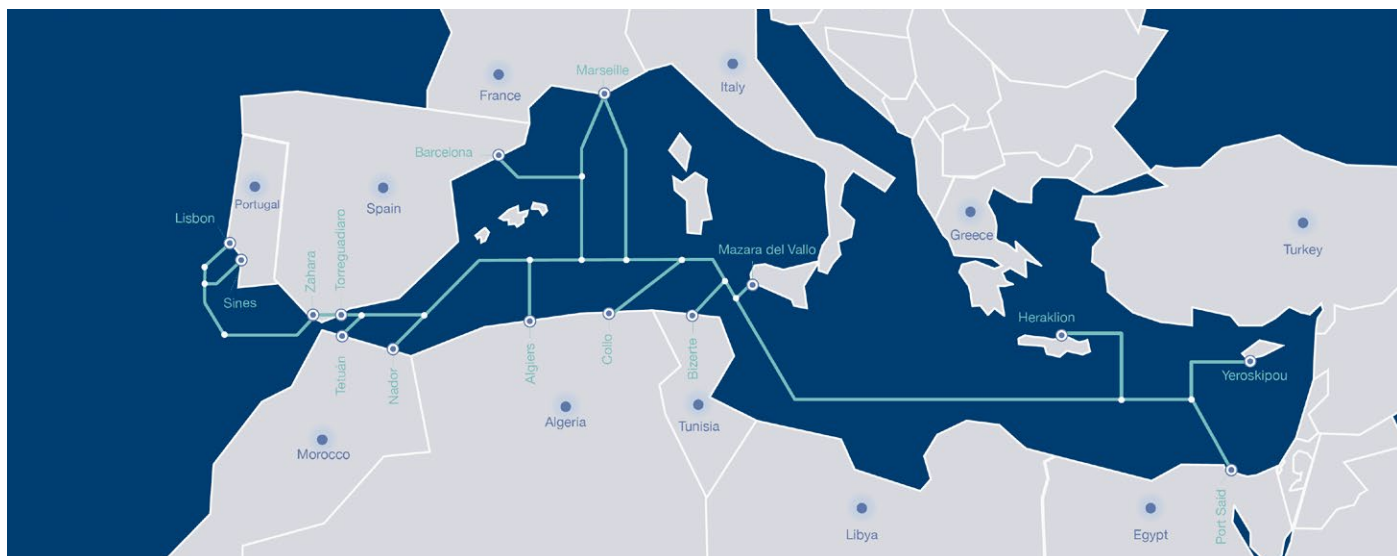 Marseille
France
Italy
Barcelona
Portugal
Spain
Lisbon
Zahara
Torreguadiaro
Sines
Mazara del Vallo
Greece
Turkey
Heraklion
Yeroskipou
Tetuán
Nador
Algiers
Collo
Bizerte
Algeria
Tunisia
Morocco
Libya
Egypt
Port Said